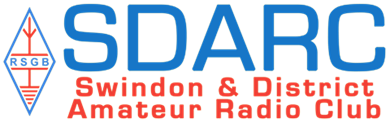 RSGB
SDARC
Swindon & District
Amateur Radio Club